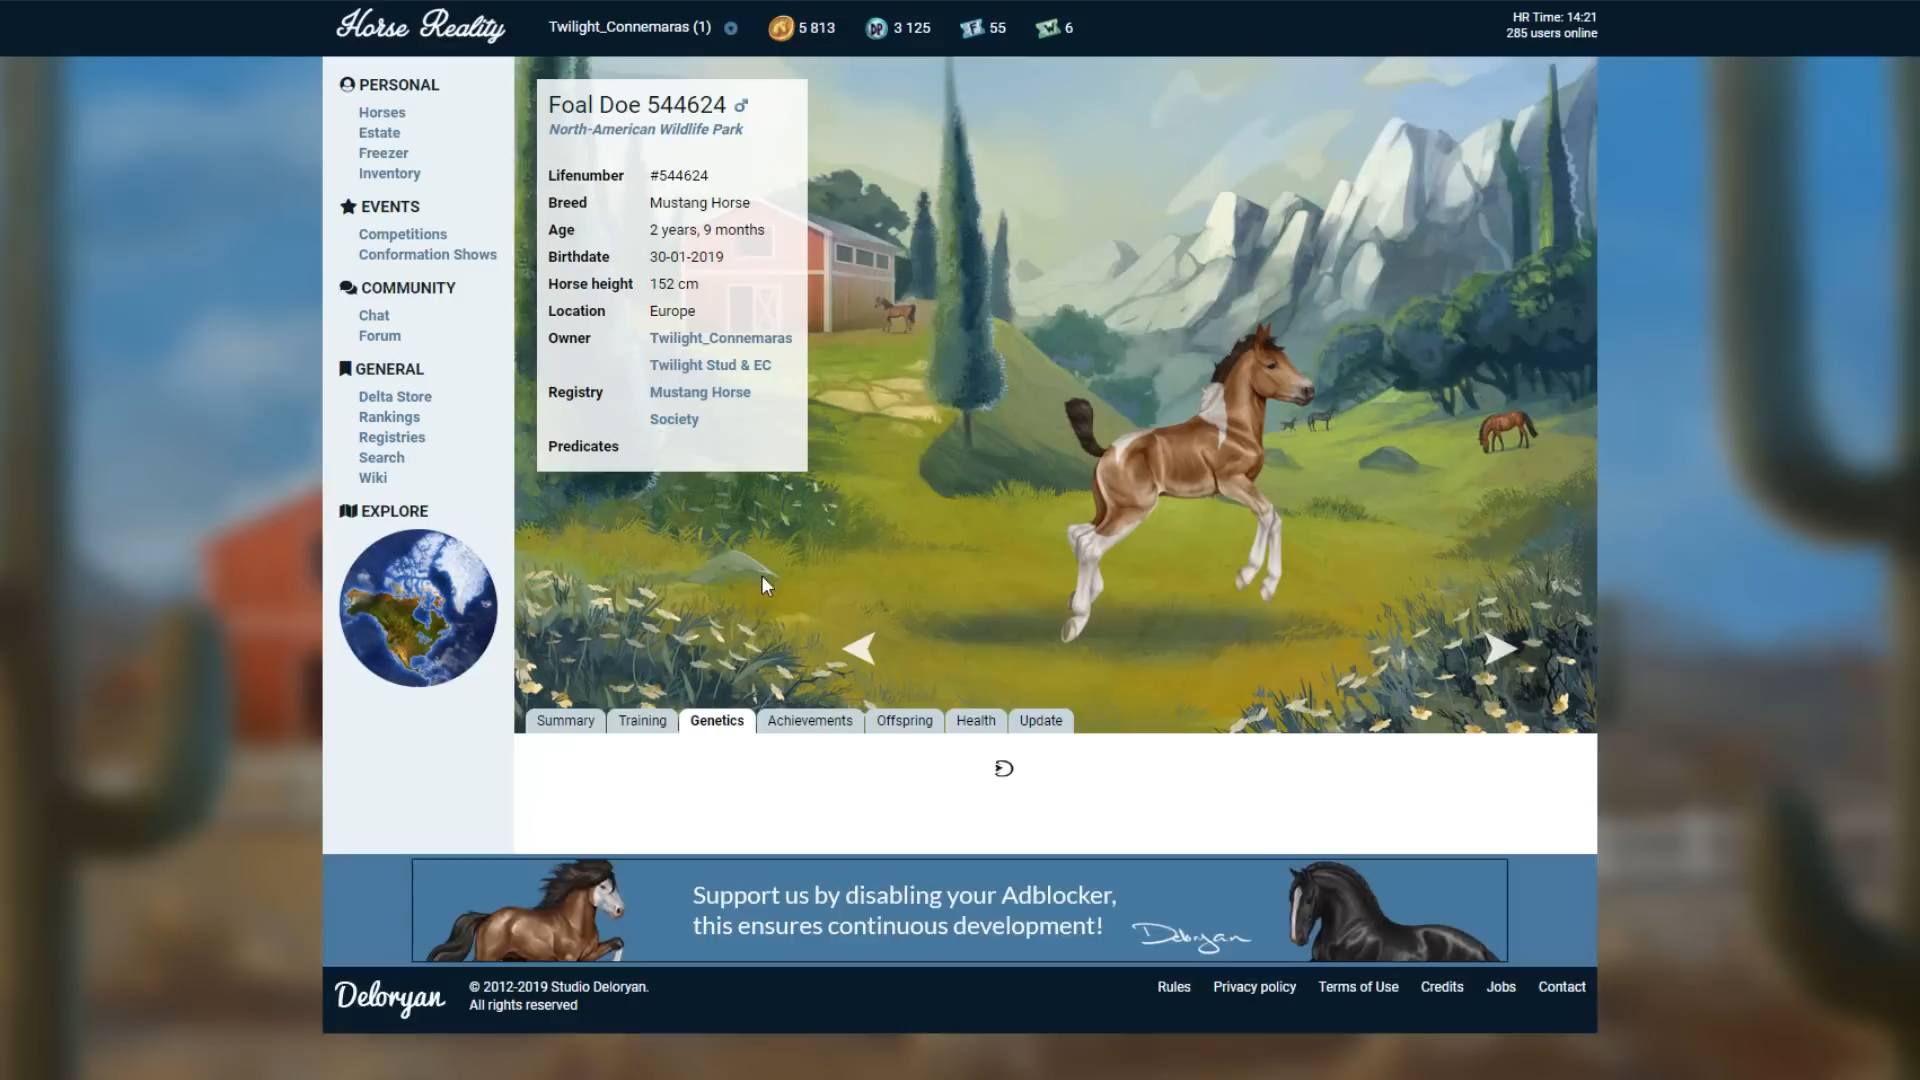 Horse Reality
Twilight_Connemaras (1)
5 813
DP
3 125
F
55
W
6
HR Time: 14:21
285 users online
PERSONAL
Horses
Estate
Freezer
Inventory
EVENTS
Competitions
Conformation Shows
COMMUNITY
Chat
Forum
GENERAL
Delta Store
Rankings
Registries
Search
Wiki
EXPLORE
Foal Doe 544624
North-American Wildlife Park
Lifenumber #544624
Breed Mustang Horse
Age 2 years, 9 months
Birthdate 30-01-2019
Horse height 152 cm
Location Europe
Owner Twilight_Connemaras
Twilight Stud & EC
Registry Mustang Horse
Society
Predicates
Summary Training Genetics Achievements Offspring Health Update
Support us by disabling your Adblocker,
this ensures continuous development!
Deloryan
Deloryan
© 2012-2019 Studio Deloryan.
All rights reserved
Rules Privacy policy Terms of Use Credits Jobs Contact